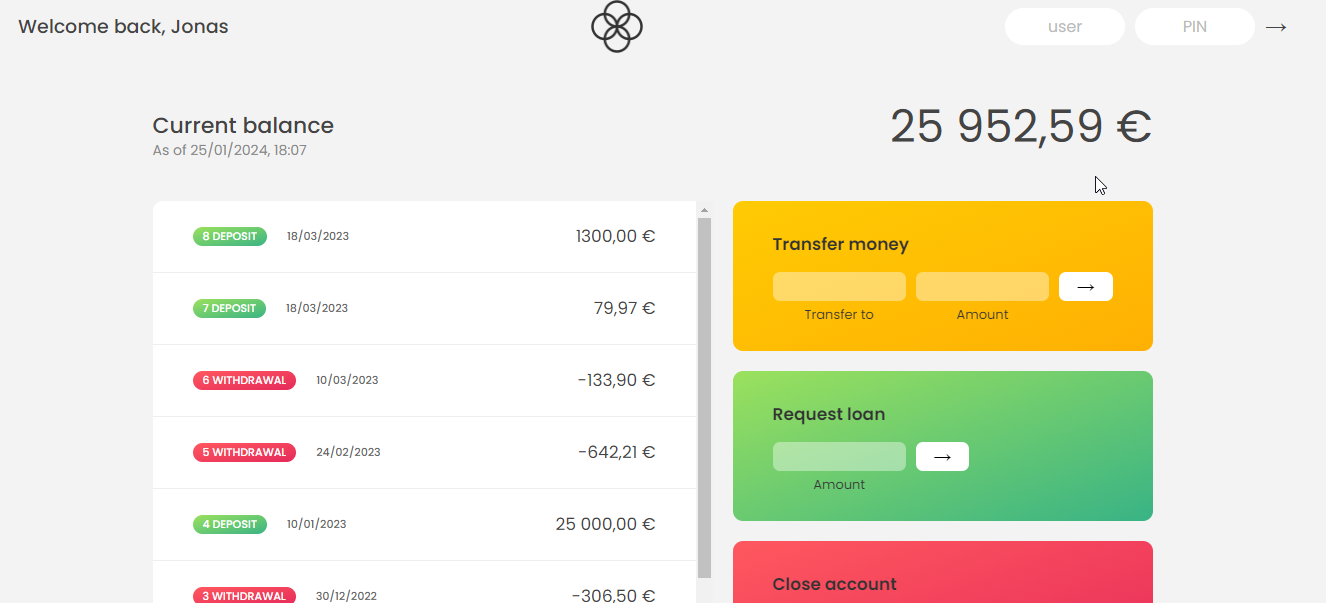 Welcome back, Jonas
user
PIN
→
Current balance
As of 25/01/2024, 18:07
25 952,59 €
8 DEPOSIT 18/03/2023 1300,00 €
7 DEPOSIT 18/03/2023 79,97 €
6 WITHDRAWAL 10/03/2023 -133,90 €
5 WITHDRAWAL 24/02/2023 -642,21 €
4 DEPOSIT 10/01/2023 25 000,00 €
3 WITHDRAWAL 30/12/2022 -306,50 €
Transfer money
→
Transfer to Amount
Request loan
→
Amount
Close account